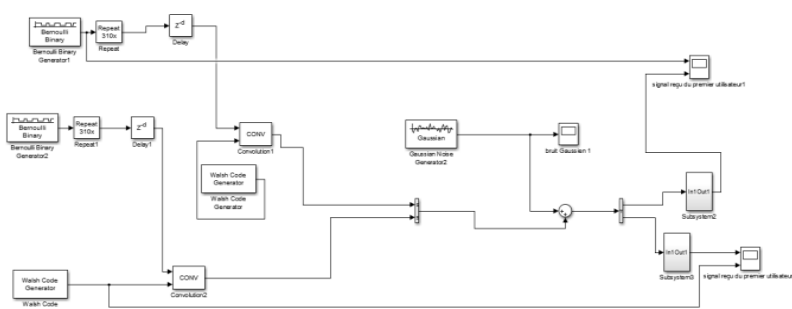 Bernoulli
Binary
Bernoulli Binary
Generator1
Repeat
310x
Repeat
z-d
Delay
signal reçu du premier utilisateur1
Bernoulli
Binary
Bernoulli Binary
Generator2
Repeat
310x
Repeat1
z-d
Delay1
CONV
Convolution1
Walsh Code
Generator
Walsh Code
Generator
Gaussian
Gaussian Noise
Generator2
bruit Gaussien 1
In1Out1
Subsystem2
In1Out1
Subsystem3
signal reçu du premier utilisateur
Walsh Code
Generator
Walsh Code
CONV
Convolution2